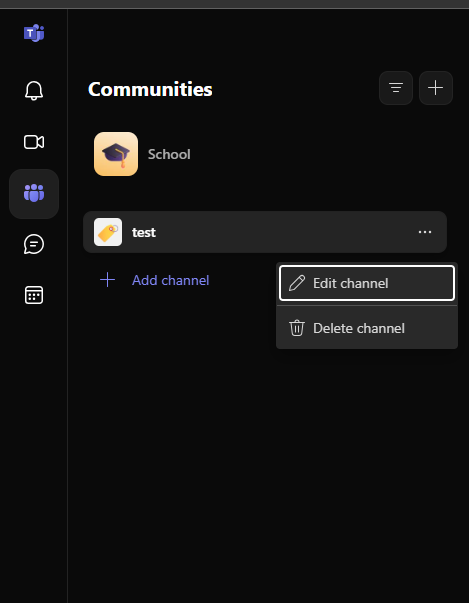 Communities
School
test
Add channel
Edit channel
Delete channel